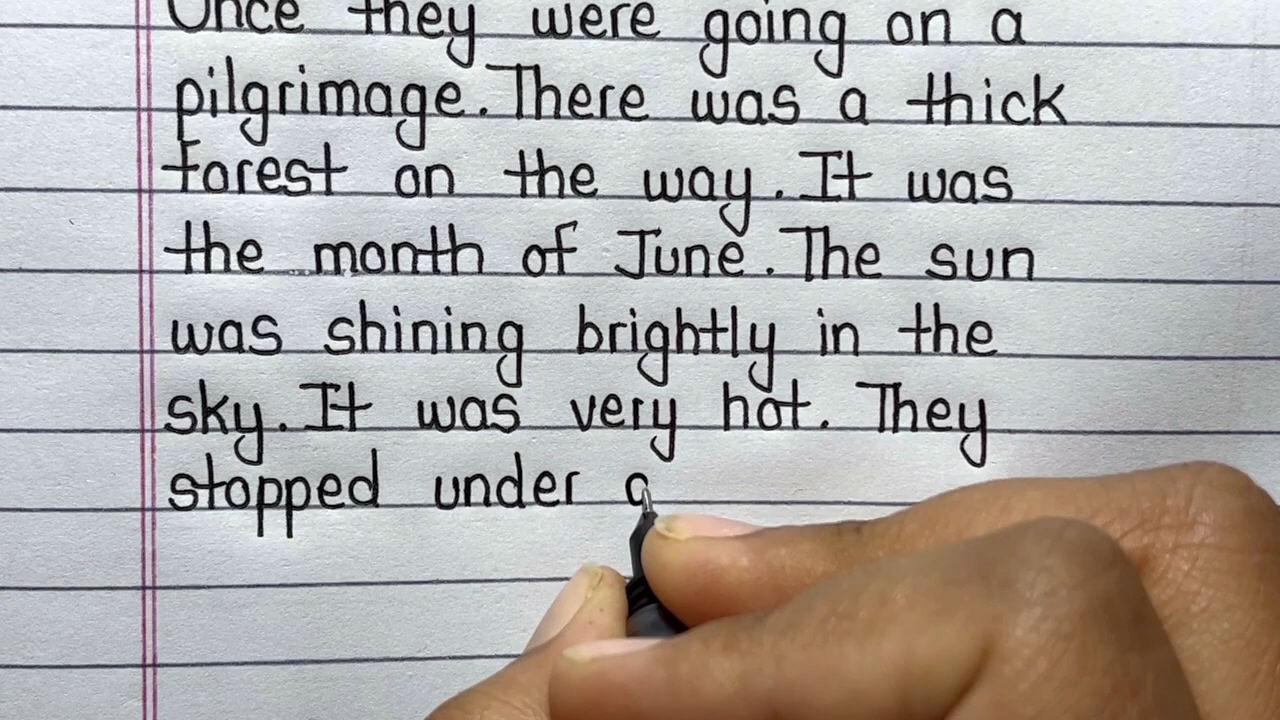 Once they were going on a
pilgrimage. There was a thick
forest on the way. It was
the month of June. The sun
was shining brightly in the
sky. It was very hot. They
stopped under a